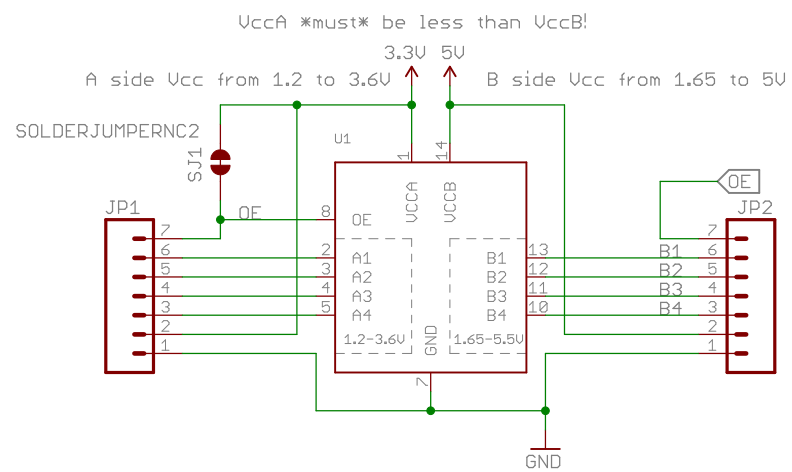 VccA *must* be less than VccB!
3.3V 5V
A side Vcc from 1.2 to 3.6V
B side Vcc from 1.65 to 5V
SOLDERJUMPERNC2
SJ1
U1
1
14
VCCA
VCCB
OE
JP1
OE
8
OE
JP2
7
6
5
4
3
2
1
2
3
4
5
A1
A2
A3
A4
1.2-3.6V
GND
7
B1
B2
B3
B4
1.65-5.5V
13
12
11
10
B1
B2
B3
B4
7
6
5
4
3
2
1
GND